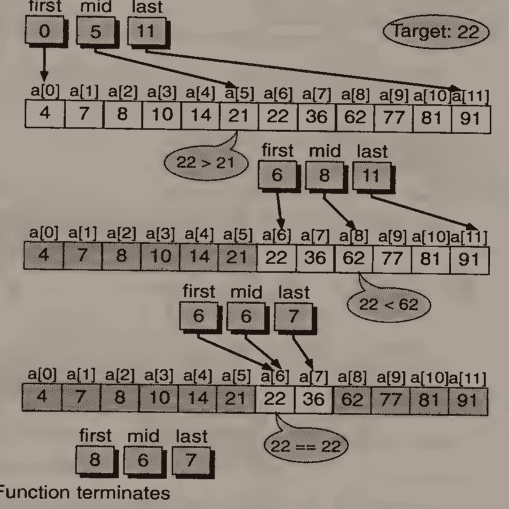 first mid last
0 5 11
Target: 22
a[0] a[1] a[2] a[3] a[4] a[5] a[6] a[7] a[8] a[9] a[10] a[11]
4 7 8 10 14 21 22 36 62 77 81 91
22 > 21
first mid last
6 8 11
a[0] a[1] a[2] a[3] a[4] a[5] a[6] a[7] a[8] a[9] a[10] a[11]
4 7 8 10 14 21 22 36 62 77 81 91
22 < 62
first mid last
6 6 7
a[0] a[1] a[2] a[3] a[4] a[5] a[6] a[7] a[8] a[9] a[10] a[11]
4 7 8 10 14 21 22 36 62 77 81 91
22 == 22
first mid last
8 6 7
Function terminates